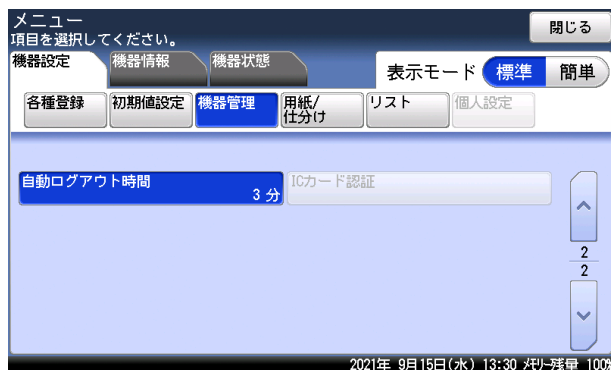 メニュー
閉じる
項目を選択してください。
機器設定 機器情報 機器状態
表示モード 標準 簡単
各種登録 初期値設定 機器管理 用紙/
仕分け リスト 個人設定
自動ログアウト時間 ICカード認証
3 分
2
2
2021年 9月15日(水) 13:30 メモリー残量 100%